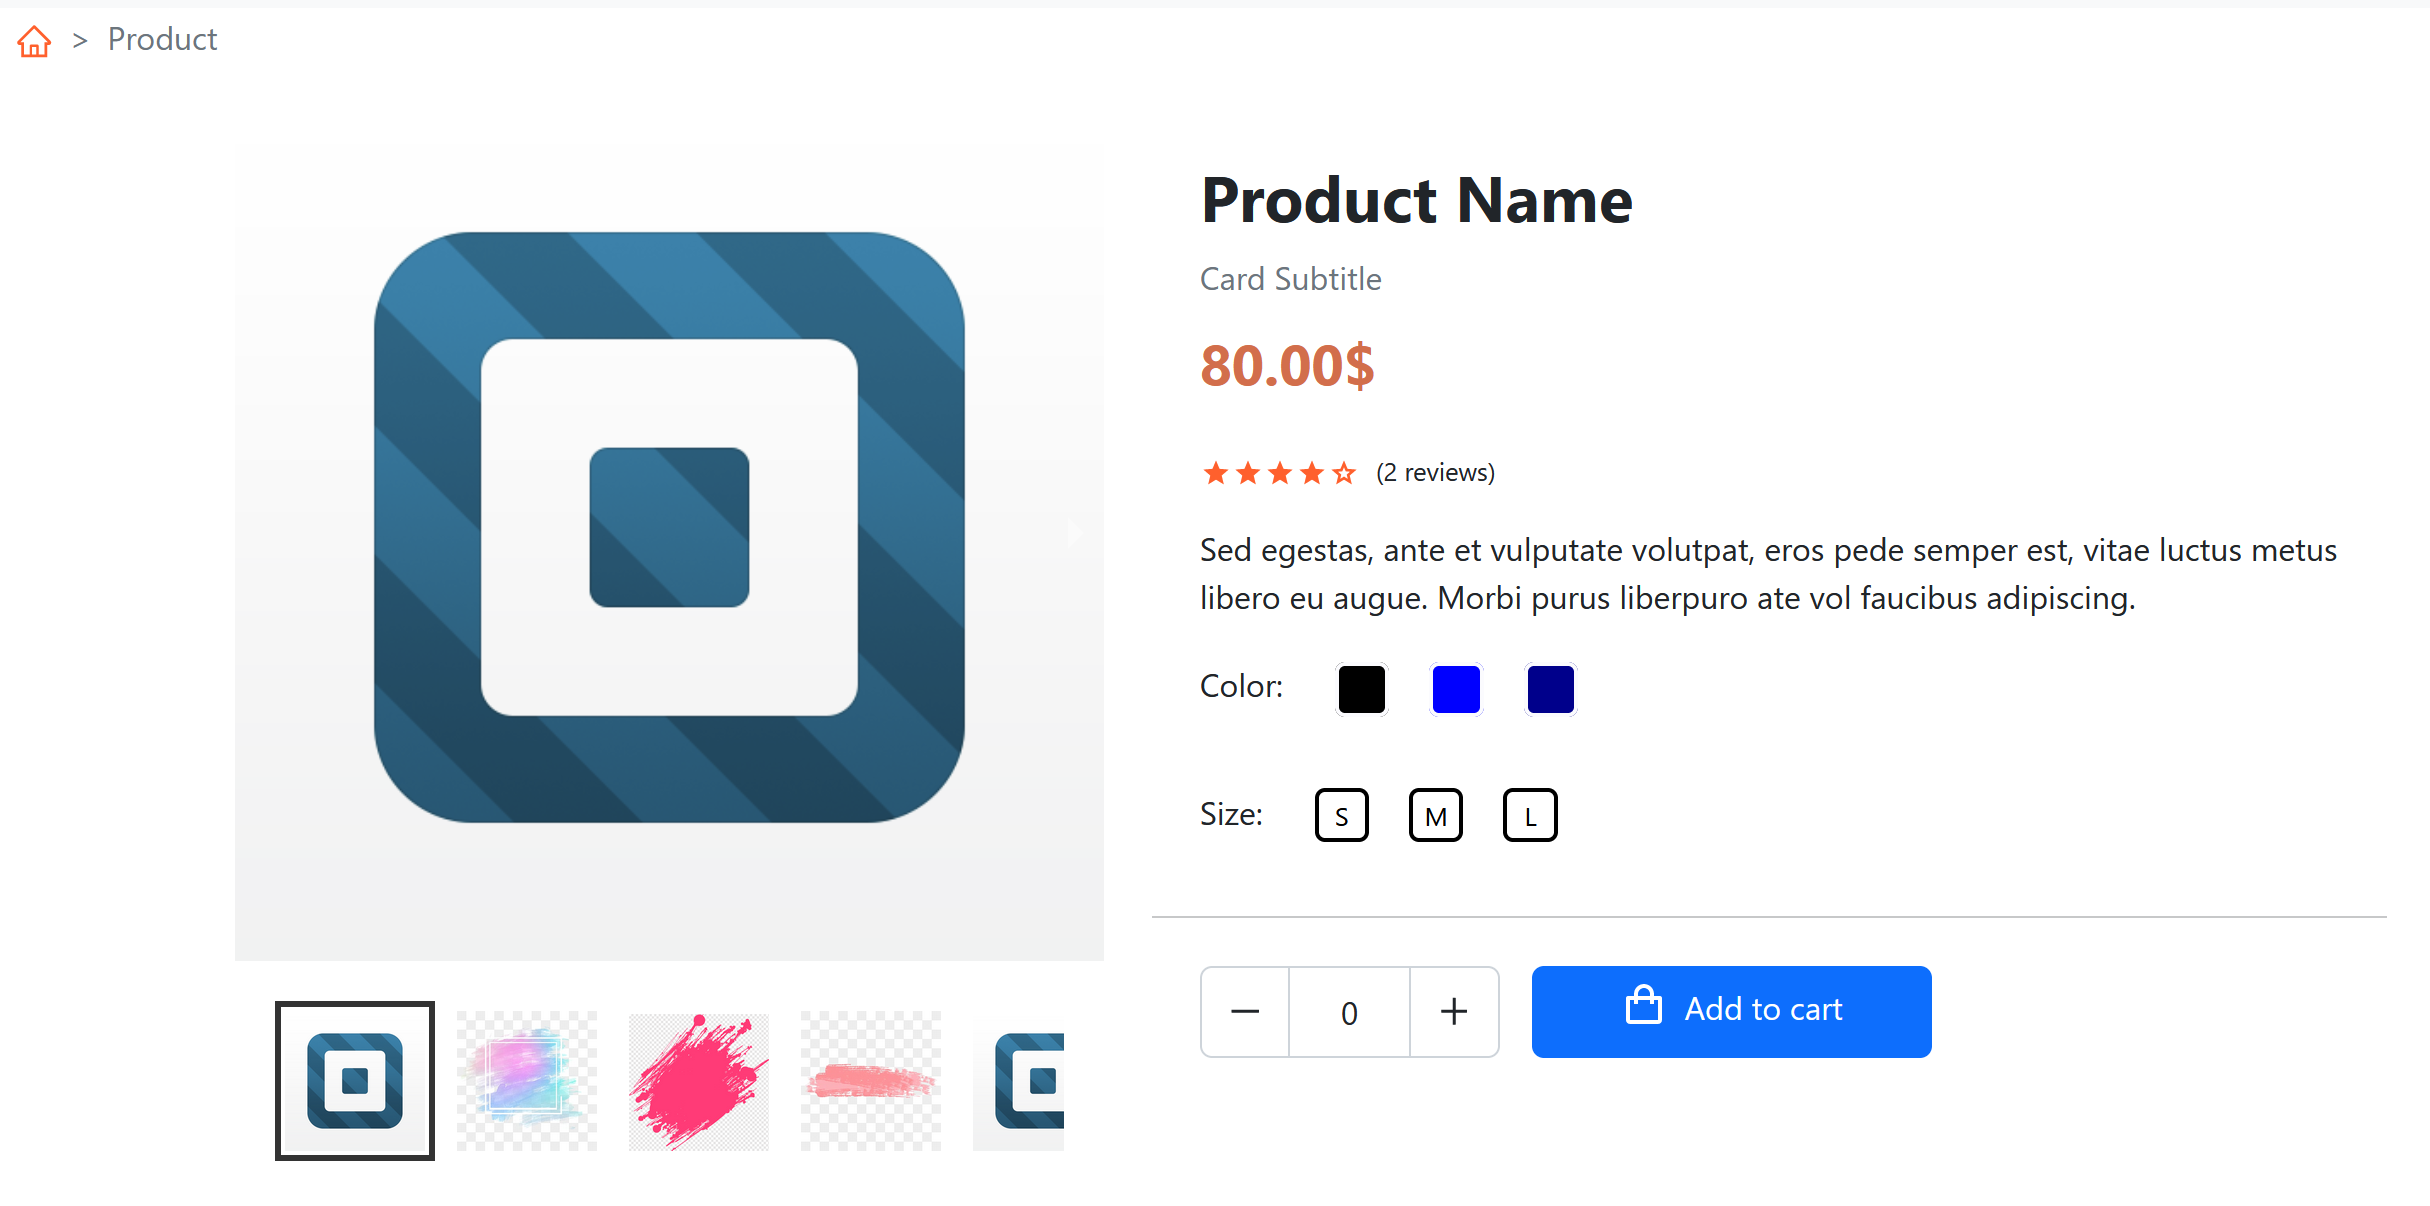 > Product
Product Name
Card Subtitle
80.00$
(2 reviews)
Sed egestas, ante et vulputate volutpat, eros pede semper est, vitae luctus metus
libero eu augue. Morbi purus liberpuro ate vol faucibus adipiscing.
Color:
Size: S M L
0
Add to cart